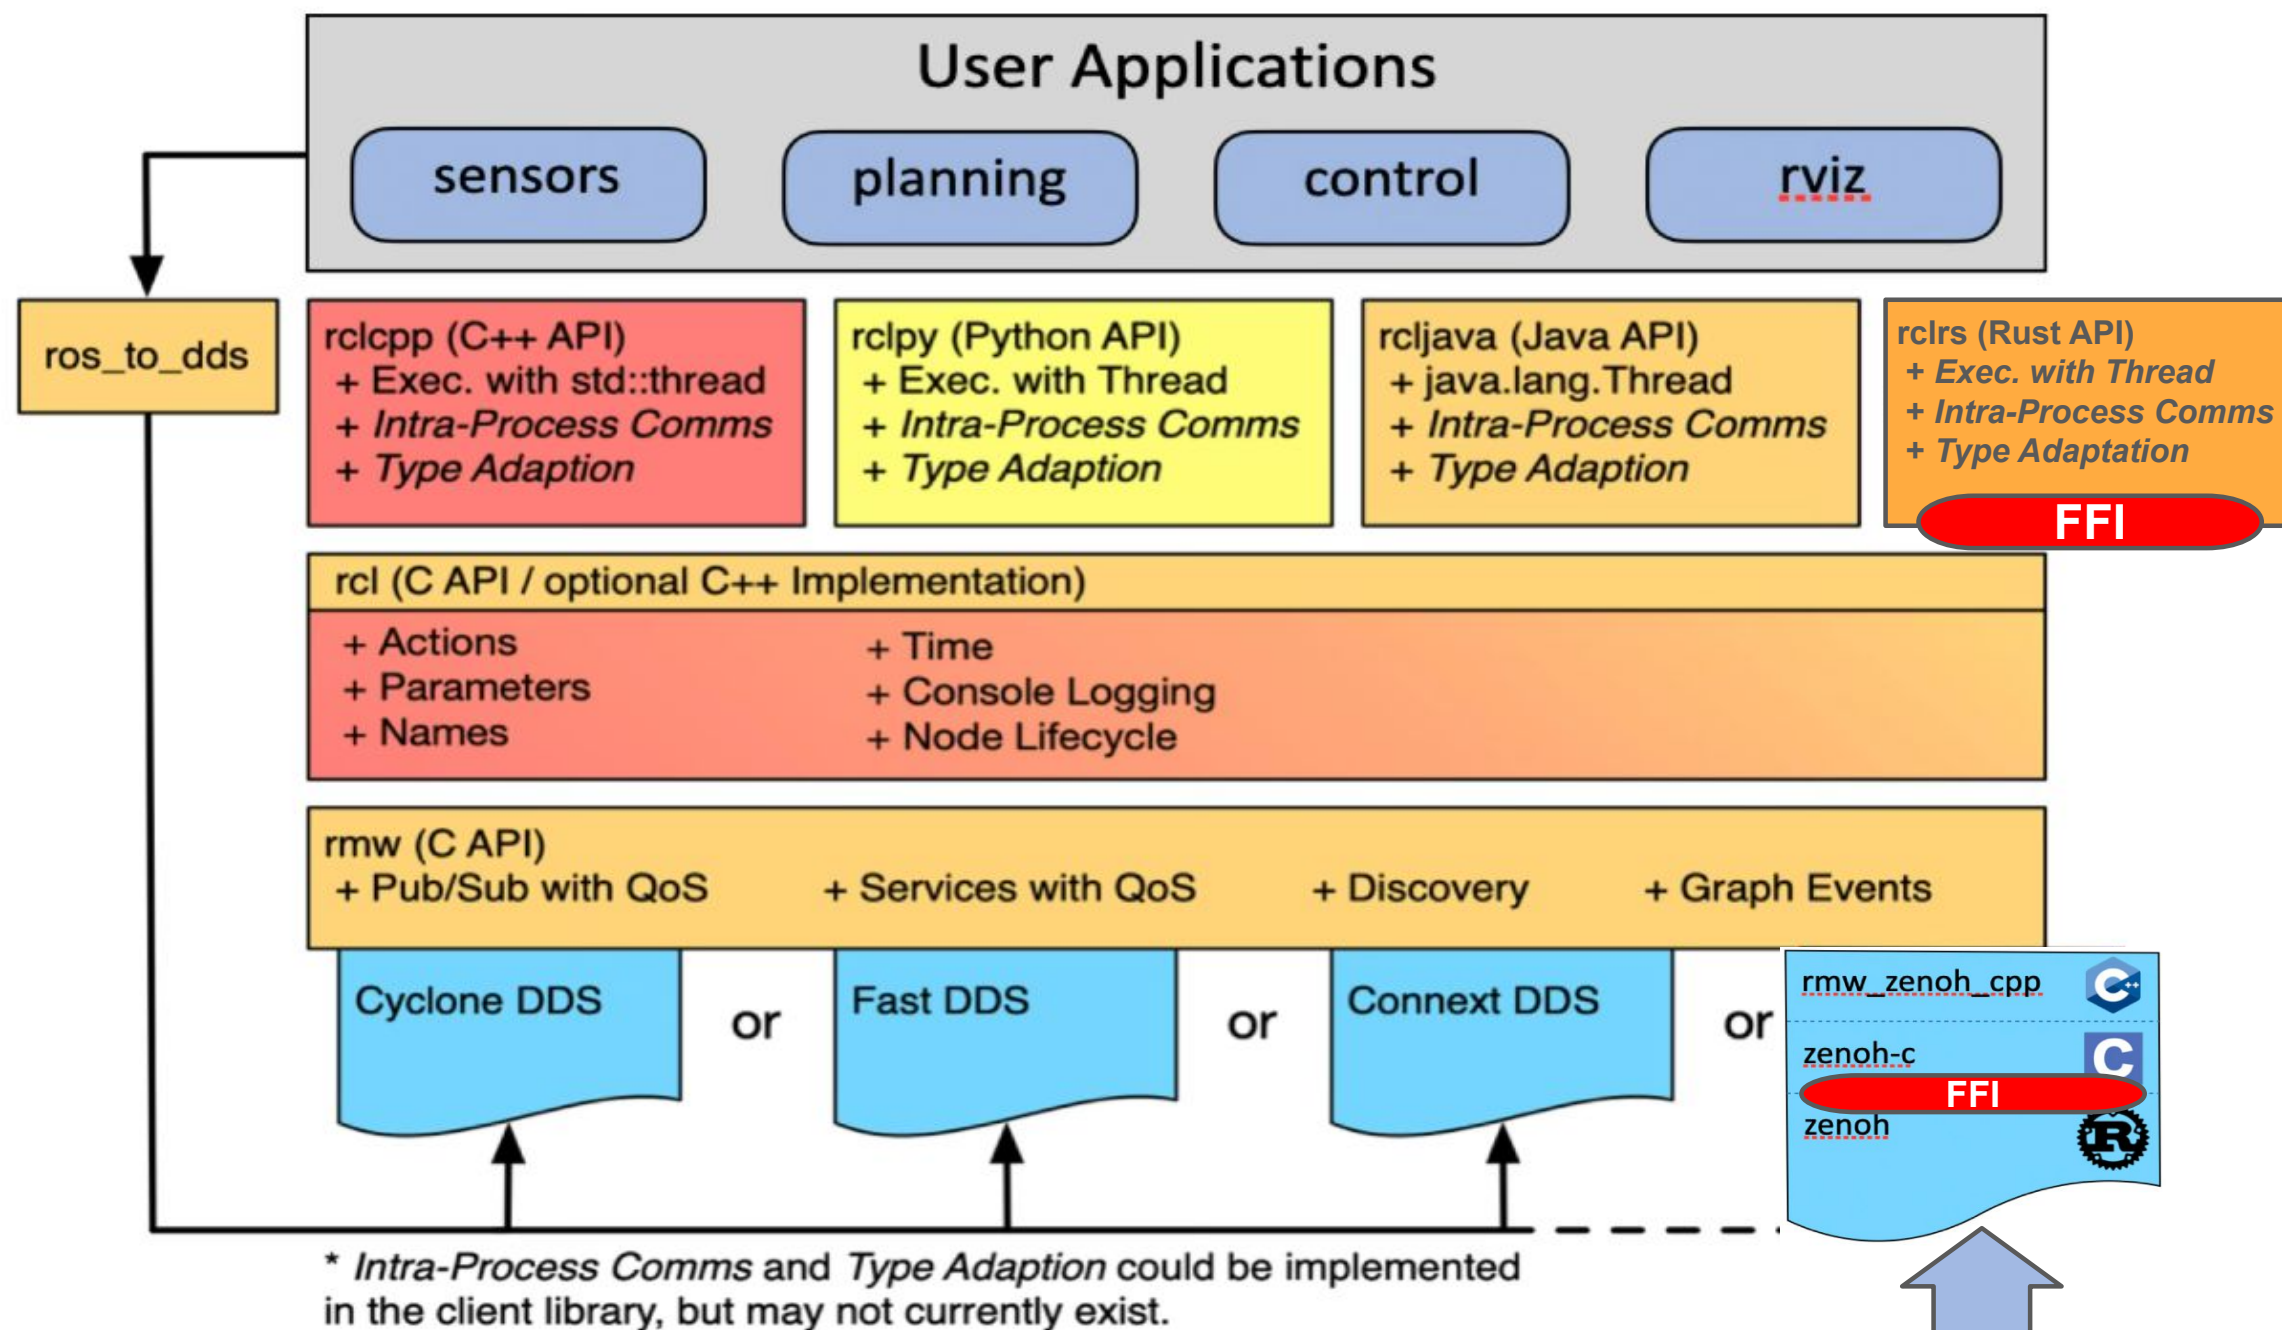 User Applications
sensors
planning
control
rviz
ros_to_dds
rclcpp (C++ API)
+ Exec. with std::thread
+ Intra-Process Comms
+ Type Adaption
rclpy (Python API)
+ Exec. with Thread
+ Intra-Process Comms
+ Type Adaption
rcljava (Java API)
+ java.lang.Thread
+ Intra-Process Comms
+ Type Adaption
rclrs (Rust API)
+ Exec. with Thread
+ Intra-Process Comms
+ Type Adaptation
FFI
rcl (C API / optional C++ Implementation)
+ Actions
+ Parameters
+ Names
+ Time
+ Console Logging
+ Node Lifecycle
rmw (C API)
+ Pub/Sub with QoS
+ Services with QoS
+ Discovery
+ Graph Events
Cyclone DDS
or
Fast DDS
or
Connext DDS
or
rmw_zenoh_cpp
C++
zenoh-c
C
FFI
zenoh
R
* Intra-Process Comms and Type Adaption could be implemented
in the client library, but may not currently exist.